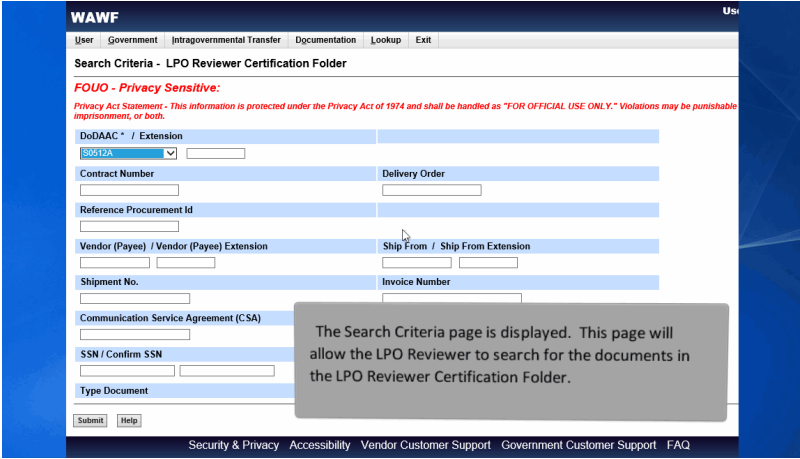 WAWF
User Government Intragovernmental Transfer Documentation Lookup Exit
Search Criteria - LPO Reviewer Certification Folder
FOUO - Privacy Sensitive:
Privacy Act Statement - This information is protected under the Privacy Act of 1974 and shall be handled as "FOR OFFICIAL USE ONLY." Violations may be punishable
imprisonment, or both.
DoDAAC * / Extension
S0512A
Contract Number Delivery Order
Reference Procurement Id
Vendor (Payee) / Vendor (Payee) Extension Ship From / Ship From Extension
Shipment No. Invoice Number
Communication Service Agreement (CSA)
SSN / Confirm SSN
Type Document
The Search Criteria page is displayed. This page will
allow the LPO Reviewer to search for the documents in
the LPO Reviewer Certification Folder.
Submit Help
Security & Privacy Accessibility Vendor Customer Support Government Customer Support FAQ